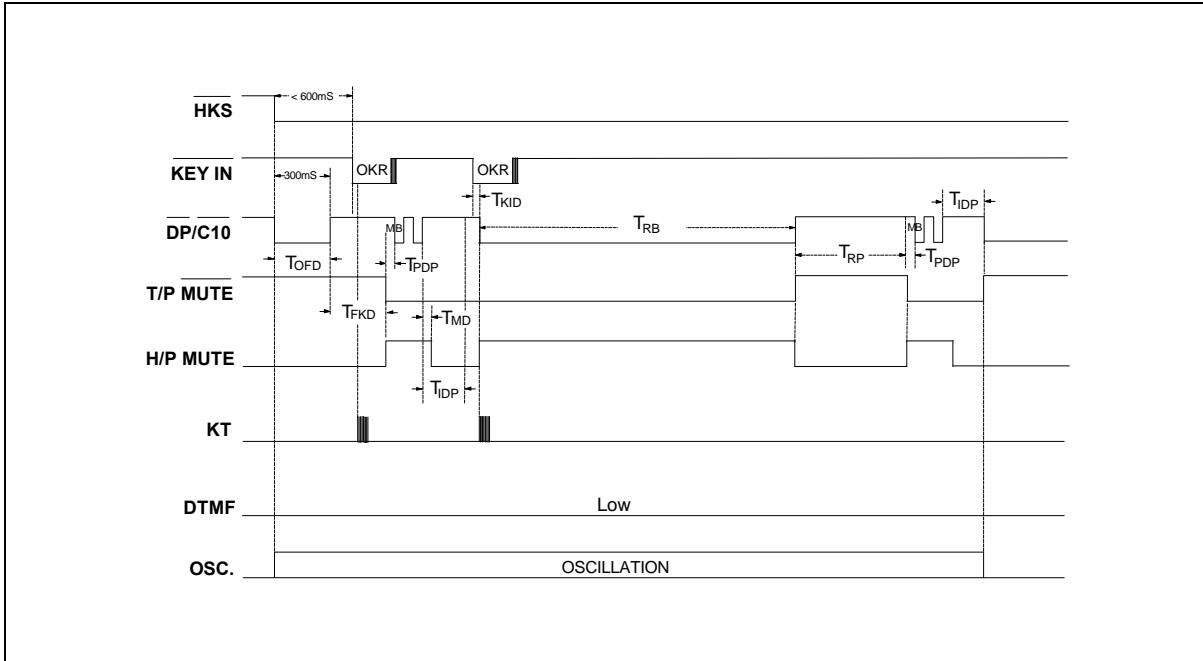 < 600mS
HKS
KEY IN
OKR
OKR
300mS
TKID
TIDP
DP/C10
MB
TRB
MB
TOFD
TPDP
TRP
TPDP
T/P MUTE
TFKD
TMD
H/P MUTE
TIDP
KT
DTMF
Low
OSC.
OSCILLATION